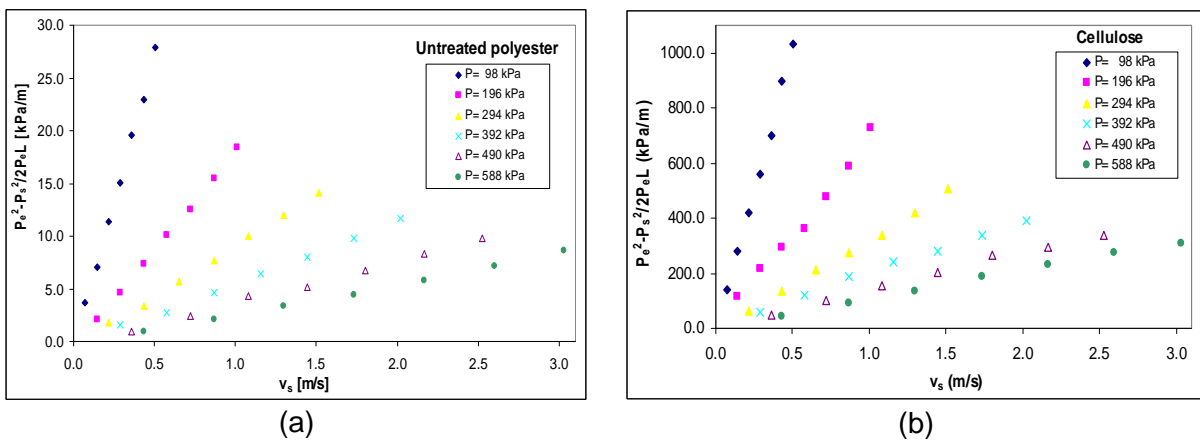 (a)
Untreated polyester
P= 98 kPa
P= 196 kPa
P= 294 kPa
P= 392 kPa
P= 490 kPa
P= 588 kPa
Pe²-Ps²/2PeL [kPa/m]
30.0
25.0
20.0
15.0
10.0
5.0
0.0
0.0 0.5 1.0 1.5 2.0 2.5 3.0
vs [m/s]
(a)
(b)
Cellulose
P= 98 kPa
P= 196 kPa
P= 294 kPa
P= 392 kPa
P= 490 kPa
P= 588 kPa
Pe²-Ps²/2PeL (kPa/m)
1000.0
800.0
600.0
400.0
200.0
0.0
0.0 0.5 1.0 1.5 2.0 2.5 3.0
vs (m/s)
(b)